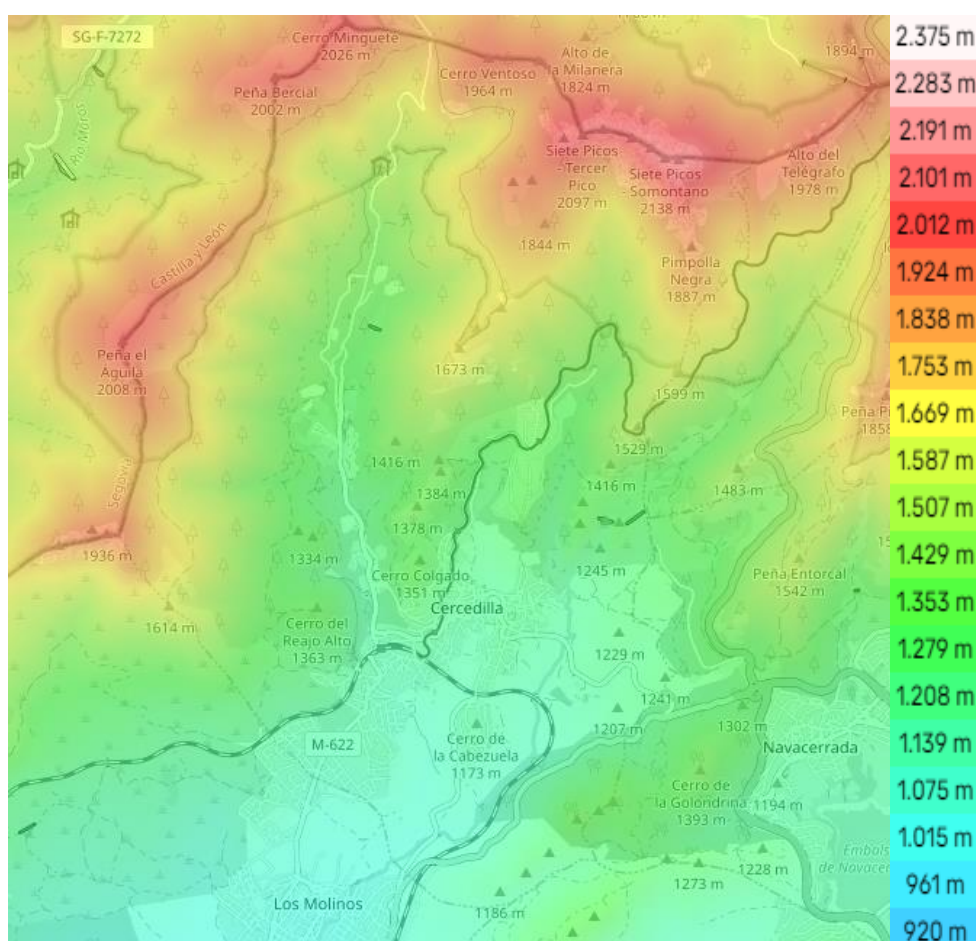 SG-F-7272
Cerro Minguete
2026 m
Peña Bercial
2002 m
Cerro Ventoso
1964 m
Alto de
la Milanera
1824 m
1894 m
Río Moros
Siete Picos
- Tercer
Pico
2097 m
Siete Picos
- Somontano
2138 m
Alto del
Telégrafo
1978 m
1844 m
Pimpolla
Negra
1887 m
Castilla y León
Peña el
Águila
2008 m
1673 m
1599 m
1529 m
1416 m
1384 m
1378 m
1416 m
1483 m
Segovia
1936 m
1334 m
Cerro Colgado
1351 m
1245 m
Peña Entorcal
1542 m
1614 m
Cerro del
Reajo Alto
1363 m
Cercedilla
1229 m
1241 m
1207 m
1302 m
M-622
Cerro de
la Cabezuela
1173 m
Navacerrada
Cerro de
la Golondrina
1393 m
1194 m
1228 m
1273 m
1186 m
Los Molinos
2.375 m
2.283 m
2.191 m
2.101 m
2.012 m
1.924 m
1.838 m
1.753 m
1.669 m
1.587 m
1.507 m
1.429 m
1.353 m
1.279 m
1.208 m
1.139 m
1.075 m
1.015 m
961 m
920 m